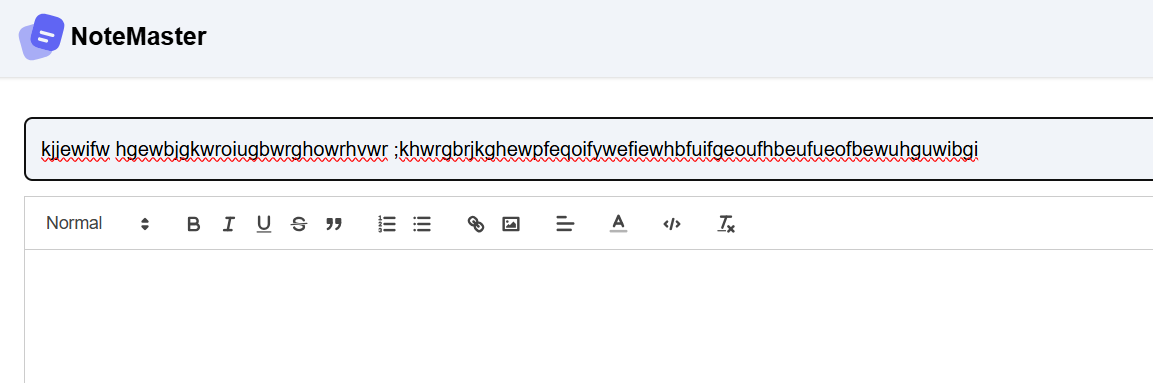 NoteMaster
kjjewifw hgewbjgkwroiugbwrghowrhvwr ;khwrgbrjkghewpfeqoifywefiewhbfuifgeoufhbeufueofbewuhguwibgi
Normal